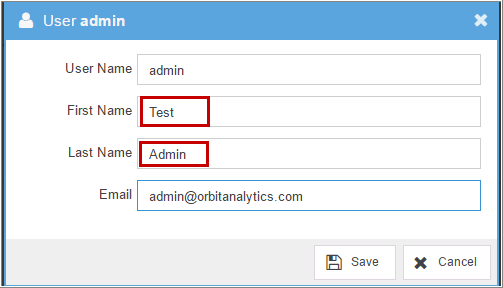 User admin
User Name admin
First Name Test
Last Name Admin
Email admin@orbitanalytics.com
Save Cancel